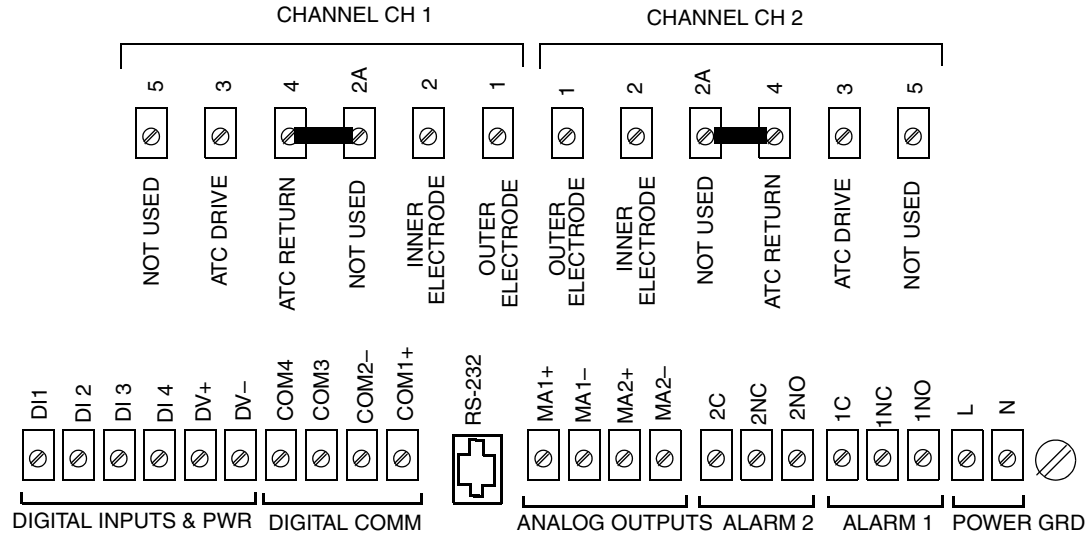 CHANNEL CH 1
CHANNEL CH 2
5
3
4
2A
2
1
1
2
2A
4
3
5
NOT USED
ATC DRIVE
ATC RETURN
NOT USED
INNER
ELECTRODE
OUTER
ELECTRODE
OUTER
ELECTRODE
INNER
ELECTRODE
NOT USED
ATC RETURN
ATC DRIVE
NOT USED
DI1
DI 2
DI 3
DI 4
DV+
DV–
COM4
COM3
COM2–
COM1+
RS-232
MA1+
MA1–
MA2+
MA2–
2C
2NC
2NO
1C
1NC
1NO
L
N
DIGITAL INPUTS & PWR
DIGITAL COMM
ANALOG OUTPUTS
ALARM 2
ALARM 1
POWER GRD